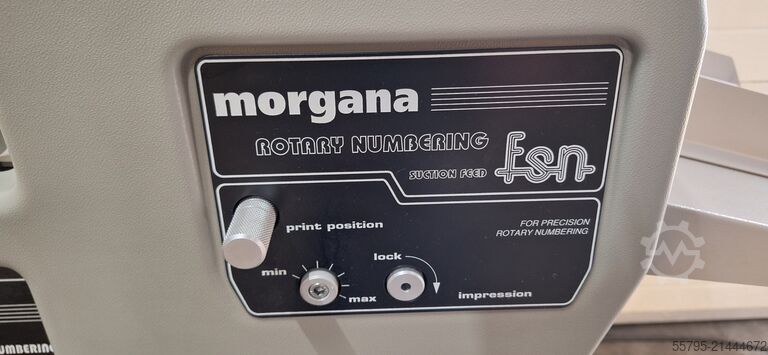 morgana
ROTARY NUMBERING
SUCTION FEED fsn
print position
FOR PRECISION
ROTARY NUMBERING
lock
min
max
impression
NUMBERING
55795-21444672